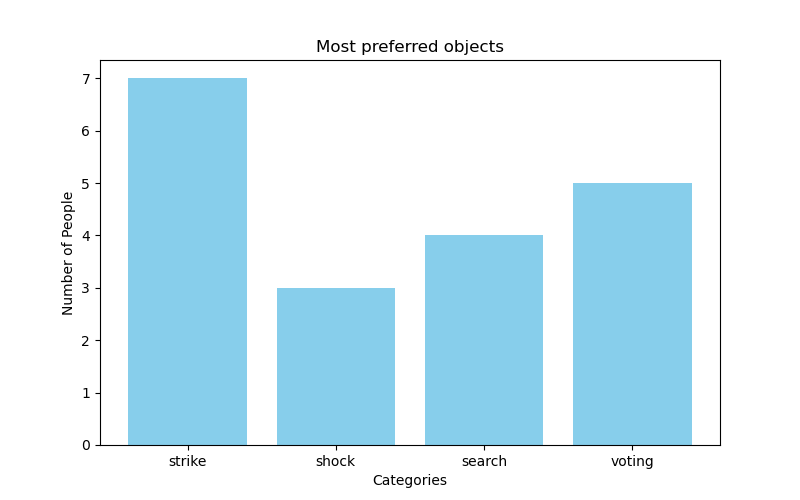 Most preferred objects
Number of People
7
6
5
4
3
2
1
0
strike shock search voting
Categories